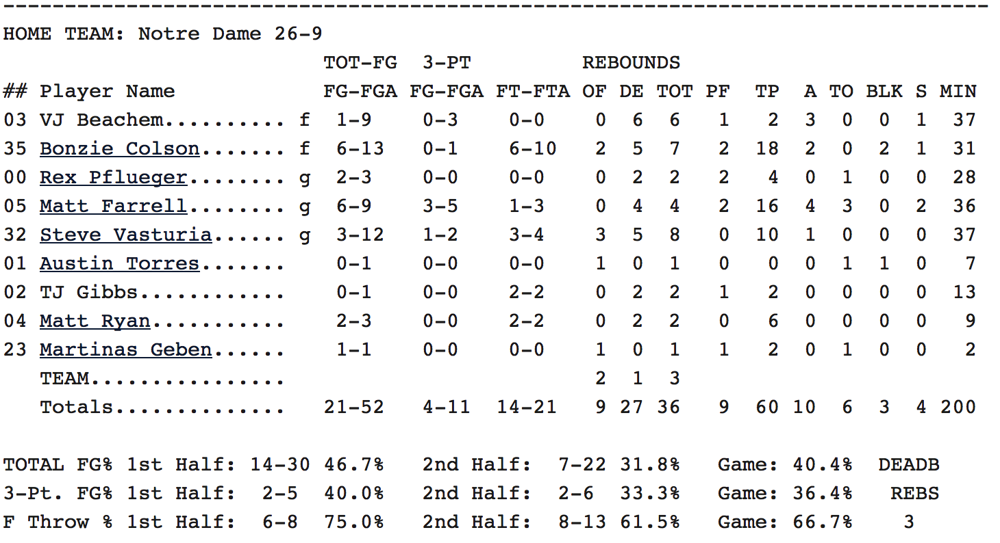 --------------------------------------------------------------------------------
HOME TEAM: Notre Dame 26-9
                          TOT-FG  3-PT         REBOUNDS
## Player Name            FG-FGA FG-FGA FT-FTA OF DE TOT PF  TP  A TO BLK S MIN
03 VJ Beachem.......... f  1-9    0-3    0-0    0  6  6   1   2  3  0  0  1  37
35 Bonzie Colson....... f  6-13   0-1    6-10   2  5  7   2  18  2  0  2  1  31
00 Rex Pflueger........ g  2-3    0-0    0-0    0  2  2   2   4  0  1  0  0  28
05 Matt Farrell........ g  6-9    3-5    1-3    0  4  4   2  16  4  3  0  2  36
32 Steve Vasturia...... g  3-12   1-2    3-4    3  5  8   0  10  1  0  0  0  37
01 Austin Torres.......    0-1    0-0    0-0    1  0  1   0   0  0  1  1  0   7
02 TJ Gibbs............    0-1    0-0    2-2    0  2  2   1   2  0  0  0  0  13
04 Matt Ryan...........    2-3    0-0    2-2    0  2  2   0   6  0  0  0  0   9
23 Martinas Geben......    1-1    0-0    0-0    1  0  1   1   2  0  1  0  0   2
   TEAM................                         2  1  3
   Totals..............   21-52   4-11  14-21   9 27 36   9  60 10  6  3  4 200
TOTAL FG% 1st Half: 14-30 46.7%   2nd Half:  7-22 31.8%   Game: 40.4%  DEADB
3-Pt. FG% 1st Half:  2-5  40.0%   2nd Half:  2-6  33.3%   Game: 36.4%   REBS
F Throw % 1st Half:  6-8  75.0%   2nd Half:  8-13 61.5%   Game: 66.7%    3